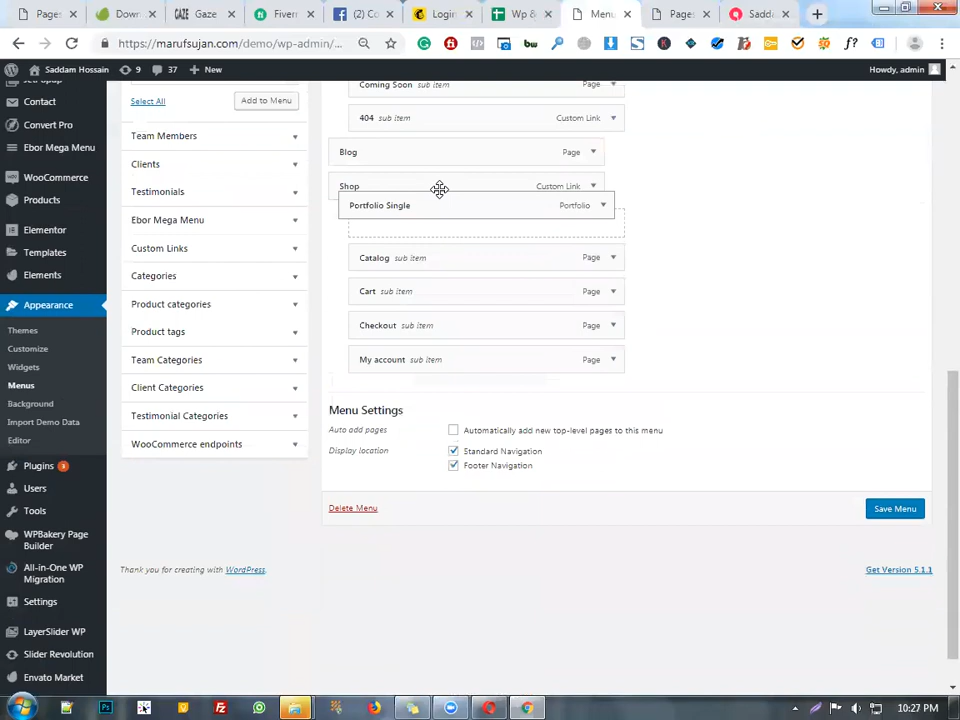 Pages
Down
Gaze
Fiverr
(2) Co
Login
Wp &
Menu
Pages
Sadda
https://marufsujan.com/demo/wp-admin/...
Saddam Hossain
9
37
New
Howdy, admin
Contact
Convert Pro
Ebor Mega Menu
WooCommerce
Products
Elementor
Templates
Elements
Appearance
Themes
Customize
Widgets
Menus
Background
Import Demo Data
Editor
Plugins 3
Users
Tools
WPBakery Page
Builder
All-in-One WP
Migration
Settings
LayerSlider WP
Slider Revolution
Envato Market
Select All
Add to Menu
Team Members
Clients
Testimonials
Ebor Mega Menu
Custom Links
Categories
Product categories
Product tags
Team Categories
Client Categories
Testimonial Categories
WooCommerce endpoints
Coming Soon sub item Page
404 sub item Custom Link
Blog Page
Shop Custom Link
Portfolio Single Portfolio
Catalog sub item Page
Cart sub item Page
Checkout sub item Page
My account sub item Page
Menu Settings
Auto add pages
Automatically add new top-level pages to this menu
Display location
Standard Navigation
Footer Navigation
Delete Menu
Save Menu
Thank you for creating with WordPress.
Get Version 5.1.1
10:27 PM